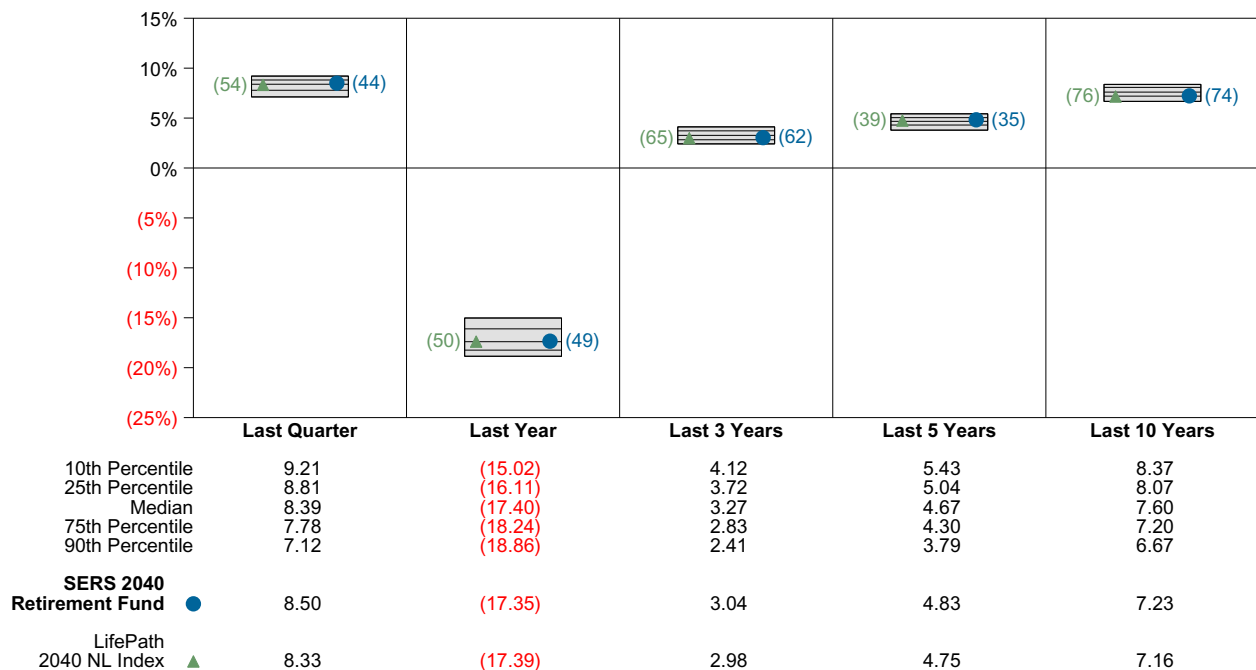 15%
10%
5%
0%
(5%)
(10%)
(15%)
(20%)
(25%)
(54) (44)
(50) (49)
(65) (62)
(39) (35)
(76) (74)
Last Quarter Last Year Last 3 Years Last 5 Years Last 10 Years
10th Percentile 9.21 (15.02) 4.12 5.43 8.37
25th Percentile 8.81 (16.11) 3.72 5.04 8.07
Median 8.39 (17.40) 3.27 4.67 7.60
75th Percentile 7.78 (18.24) 2.83 4.30 7.20
90th Percentile 7.12 (18.86) 2.41 3.79 6.67
SERS 2040
Retirement Fund 8.50 (17.35) 3.04 4.83 7.23
LifePath
2040 NL Index 8.33 (17.39) 2.98 4.75 7.16